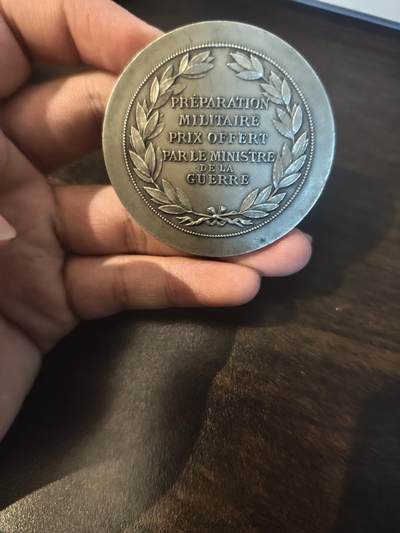 PRÉPARATION
MILITAIRE
PRIX OFFERT
PAR LE MINISTRE
DE LA
GUERRE